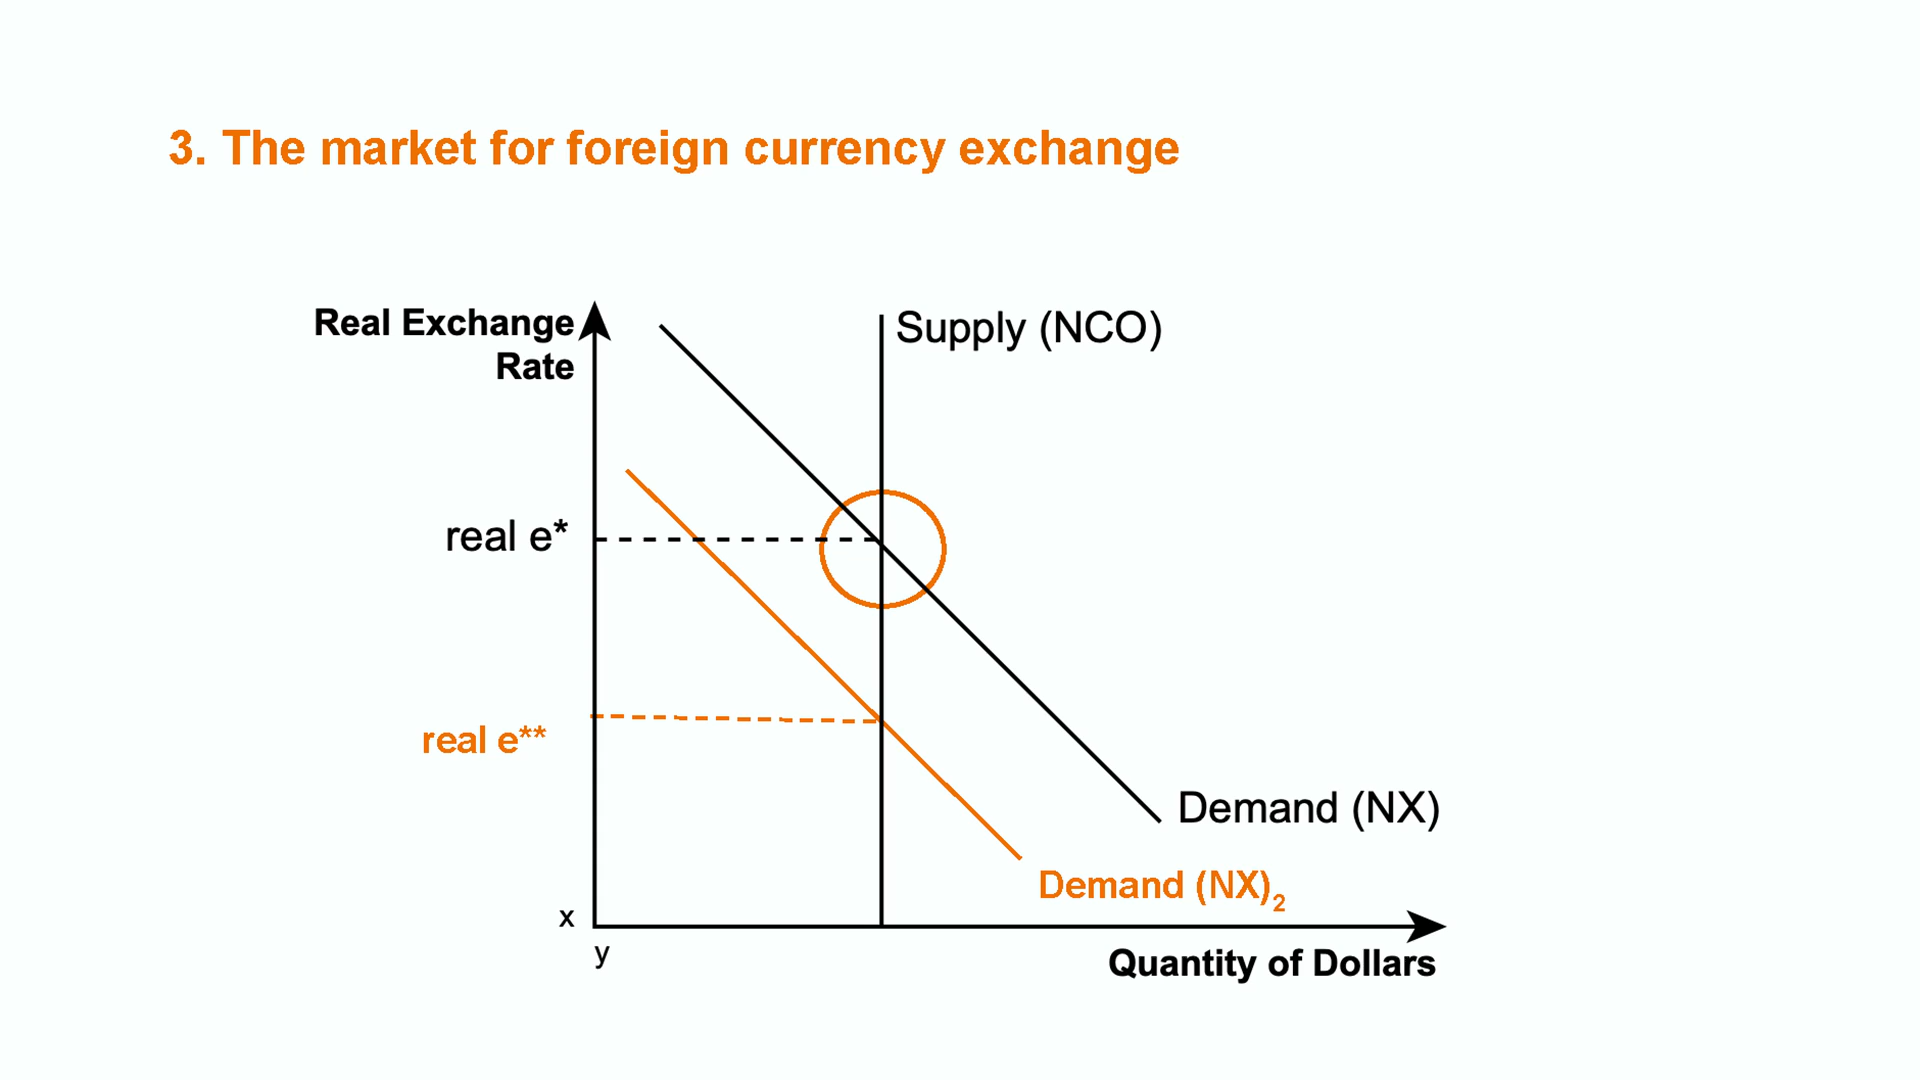 3. The market for foreign currency exchange
Real Exchange
Rate
Supply (NCO)
real e*
real e**
Demand (NX)
Demand (NX)2
x
y
Quantity of Dollars